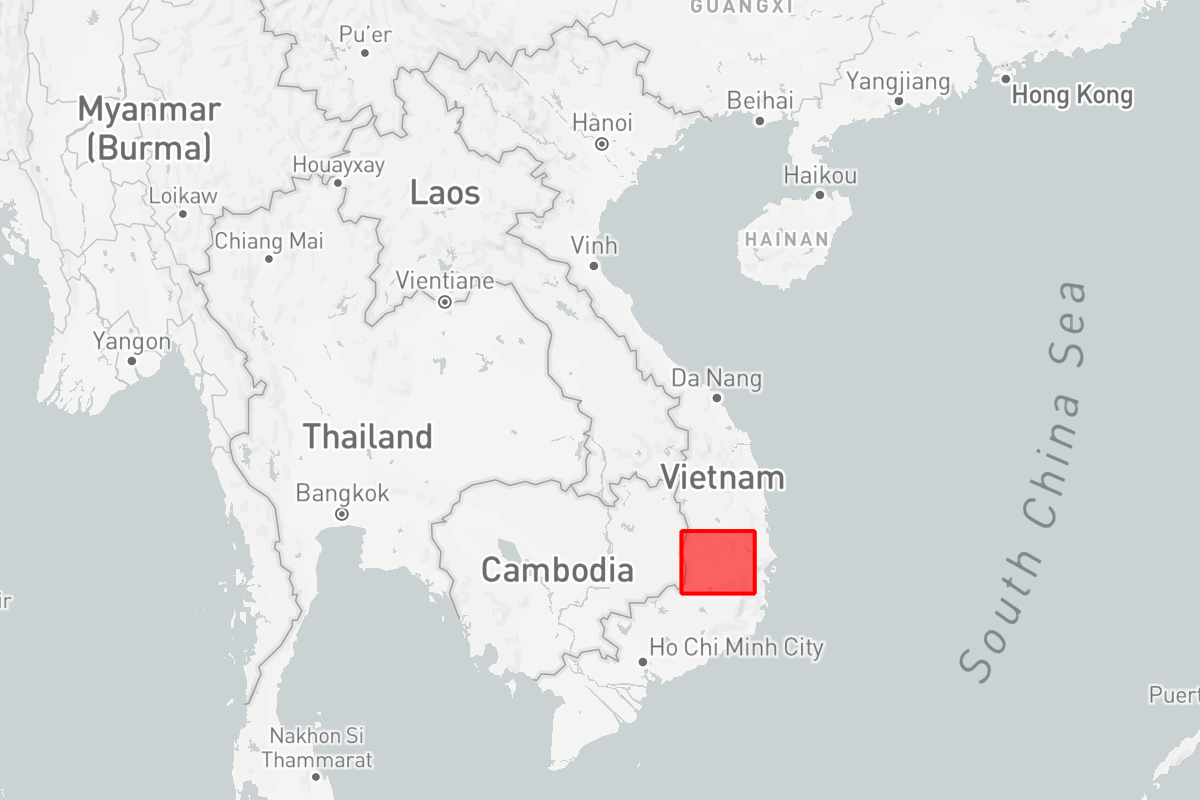 GUANGXI
Pu’er
Yangjiang
Beihai
Hong Kong
Myanmar
(Burma)
Hanoi
Houayxay
Laos
Haikou
Loikaw
Chiang Mai
Vinh
HAINAN
Vientiane
Yangon
Da Nang
South China Sea
Thailand
Vietnam
Bangkok
Cambodia
ir
Ho Chi Minh City
Puert
Nakhon Si
Thammarat